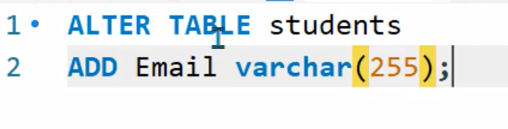 1 ALTER TABLE students
2 ADD Email varchar(255);